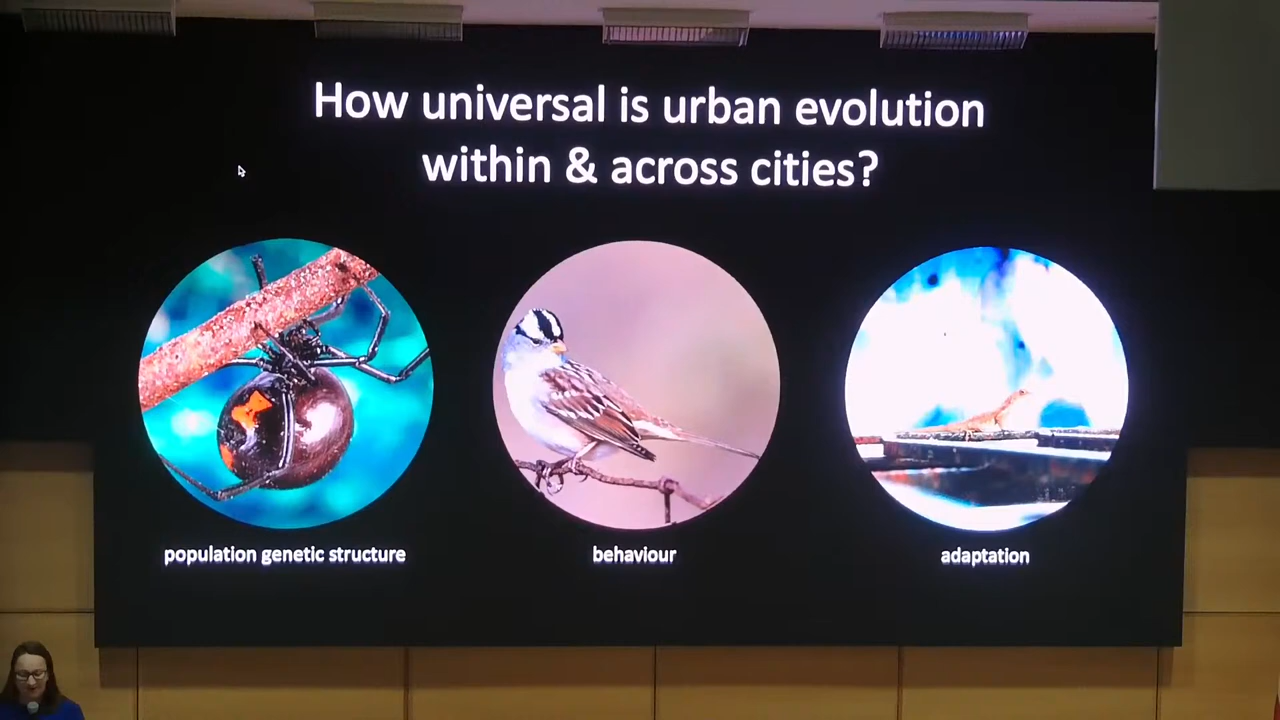 How universal is urban evolution
within & across cities?
population genetic structure
behaviour
adaptation